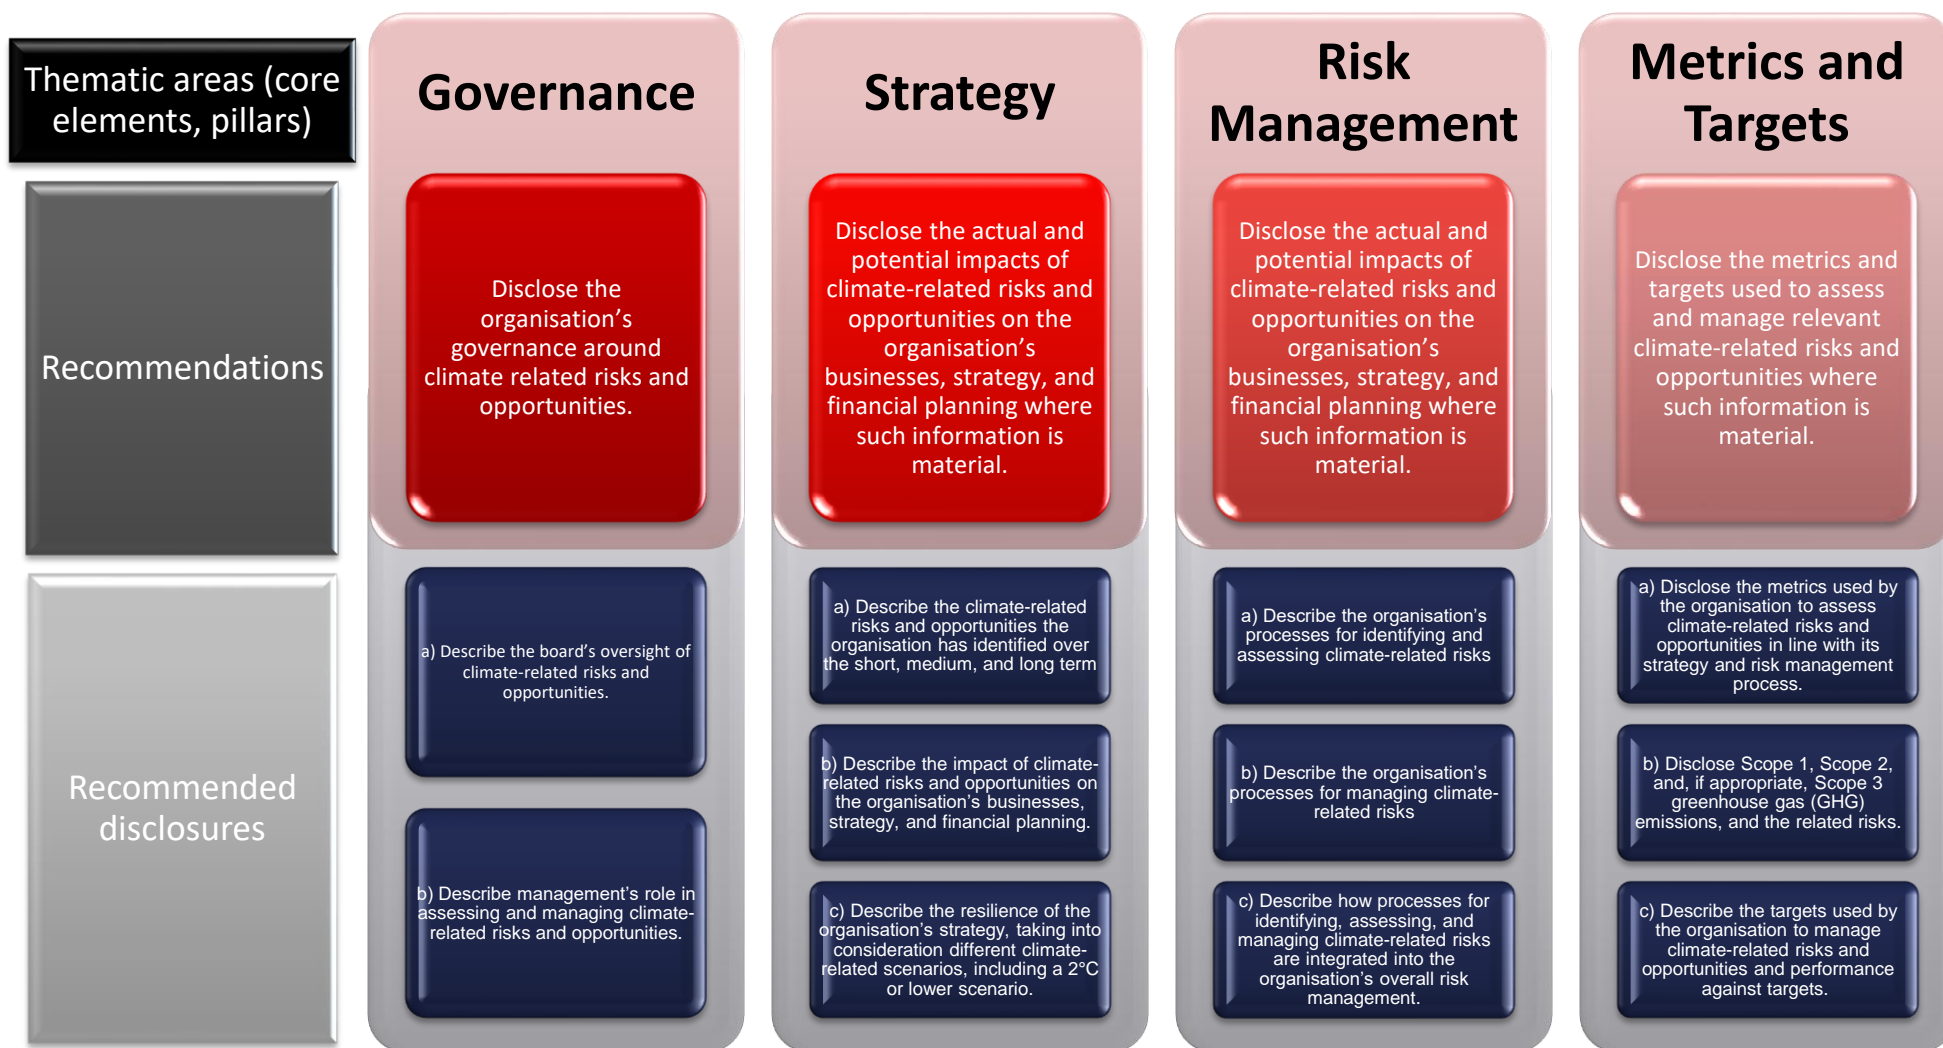 Thematic areas (core
elements, pillars)
Governance
Strategy
Risk
Management
Metrics and
Targets
Recommendations
Disclose the
organisation’s
governance around
climate related risks and
opportunities.
Disclose the actual and
potential impacts of
climate-related risks and
opportunities on the
organisation’s
businesses, strategy, and
financial planning where
such information is
material.
Disclose the actual and
potential impacts of
climate-related risks and
opportunities on the
organisation’s
businesses, strategy, and
financial planning where
such information is
material.
Disclose the metrics and
targets used to assess
and manage relevant
climate-related risks and
opportunities where
such information is
material.
Recommended
disclosures
a) Describe the board’s oversight of
climate-related risks and
opportunities.
b) Describe management’s role in
assessing and managing climate-
related risks and opportunities.
a) Describe the climate-related
risks and opportunities the
organisation has identified over
the short, medium, and long term
b) Describe the impact of climate-
related risks and opportunities on
the organisation’s businesses,
strategy, and financial planning.
c) Describe the resilience of the
organisation’s strategy, taking into
consideration different climate-
related scenarios, including a 2°C
or lower scenario.
a) Describe the organisation’s
processes for identifying and
assessing climate-related risks
b) Describe the organisation’s
processes for managing climate-
related risks
c) Describe how processes for
identifying, assessing, and
managing climate-related risks
are integrated into the
organisation’s overall risk
management.
a) Disclose the metrics used by
the organisation to assess
climate-related risks and
opportunities in line with its
strategy and risk management
process.
b) Disclose Scope 1, Scope 2,
and, if appropriate, Scope 3
greenhouse gas (GHG)
emissions, and the related risks.
c) Describe the targets used by
the organisation to manage
climate-related risks and
opportunities and performance
against targets.